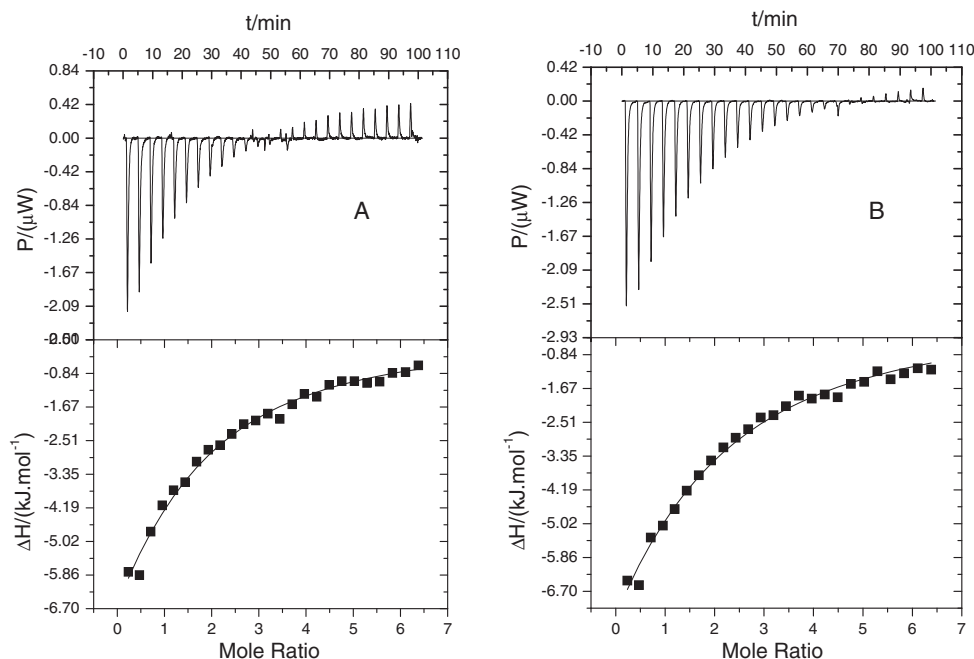 t/min
-10 0 10 20 30 40 50 60 70 80 90 100 110
0.84
0.42
0.00
-0.42
-0.84
-1.26
-1.67
-2.09
P/(μW)
A
-0.84
-1.67
-2.51
-3.35
-4.19
-5.02
-5.86
-6.70
ΔH/(kJ.mol-1)
0 1 2 3 4 5 6 7
Mole Ratio
t/min
-10 0 10 20 30 40 50 60 70 80 90 100 110
0.42
0.00
-0.42
-0.84
-1.26
-1.67
-2.09
-2.51
-2.93
P/(μW)
B
-0.84
-1.67
-2.51
-3.35
-4.19
-5.02
-5.86
-6.70
ΔH/(kJ.mol-1)
0 1 2 3 4 5 6 7
Mole Ratio